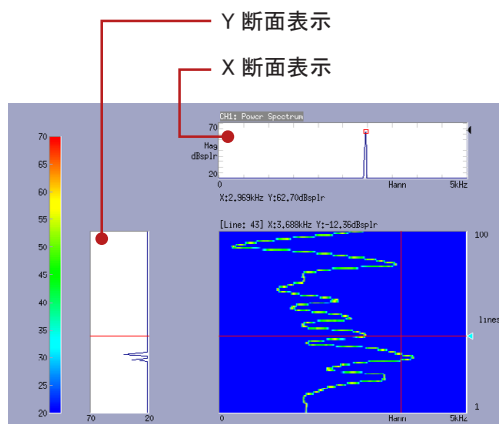 Y 断面表示
X 断面表示
CH1: Power Spectrum
70
Mag
dBsplr
20
0 Hann 5kHz
X:2.969kHz Y:62.70dBsplr
[Line: 43] X:3.688kHz Y:-12.36dBsplr
70
65
60
55
50
45
40
35
30
25
20
70 20
100
lines
1
0 Hann 5kHz